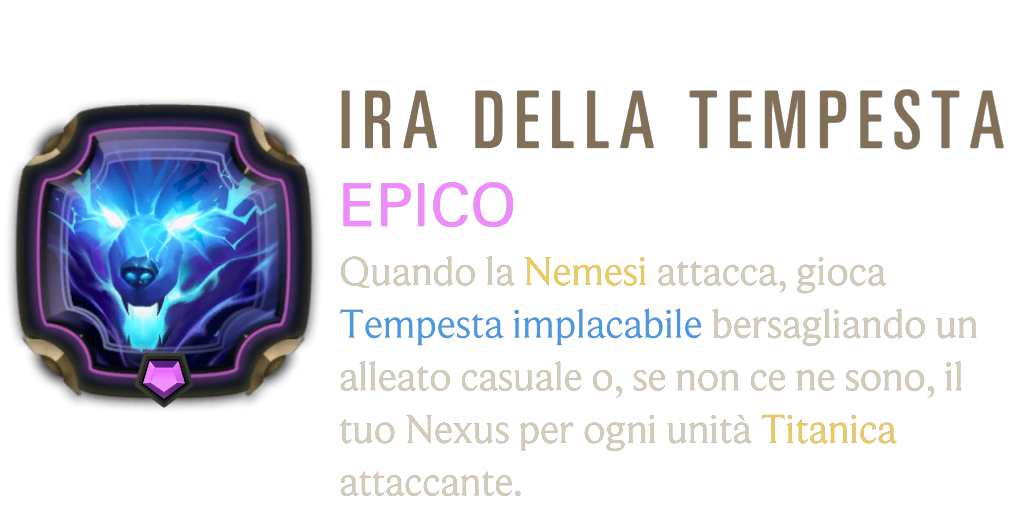 IRA DELLA TEMPESTA
EPICO
Quando la Nemesi attacca, gioca
Tempesta implacabile bersagliando un
alleato casuale o, se non ce ne sono, il
tuo Nexus per ogni unità Titanica
attaccante.